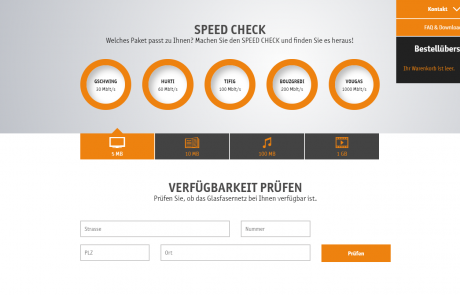 Kontakt
FAQ & Downloa
Bestellübers
Ihr Warenkorb ist leer.
SPEED CHECK
Welches Paket passt zu Ihnen? Machen Sie den SPEED CHECK und finden Sie es heraus!
GSCHWING
30 Mbit/s
HURTI
60 Mbit/s
TIFIG
100 Mbit/s
BOUZGREDI
200 Mbit/s
VOUGAS
1000 Mbit/s
5 MB
10 MB
100 MB
1 GB
VERFÜGBARKEIT PRÜFEN
Prüfen Sie, ob das Glasfasernetz bei Ihnen verfügbar ist.
Strasse
Nummer
PLZ
Ort
Prüfen